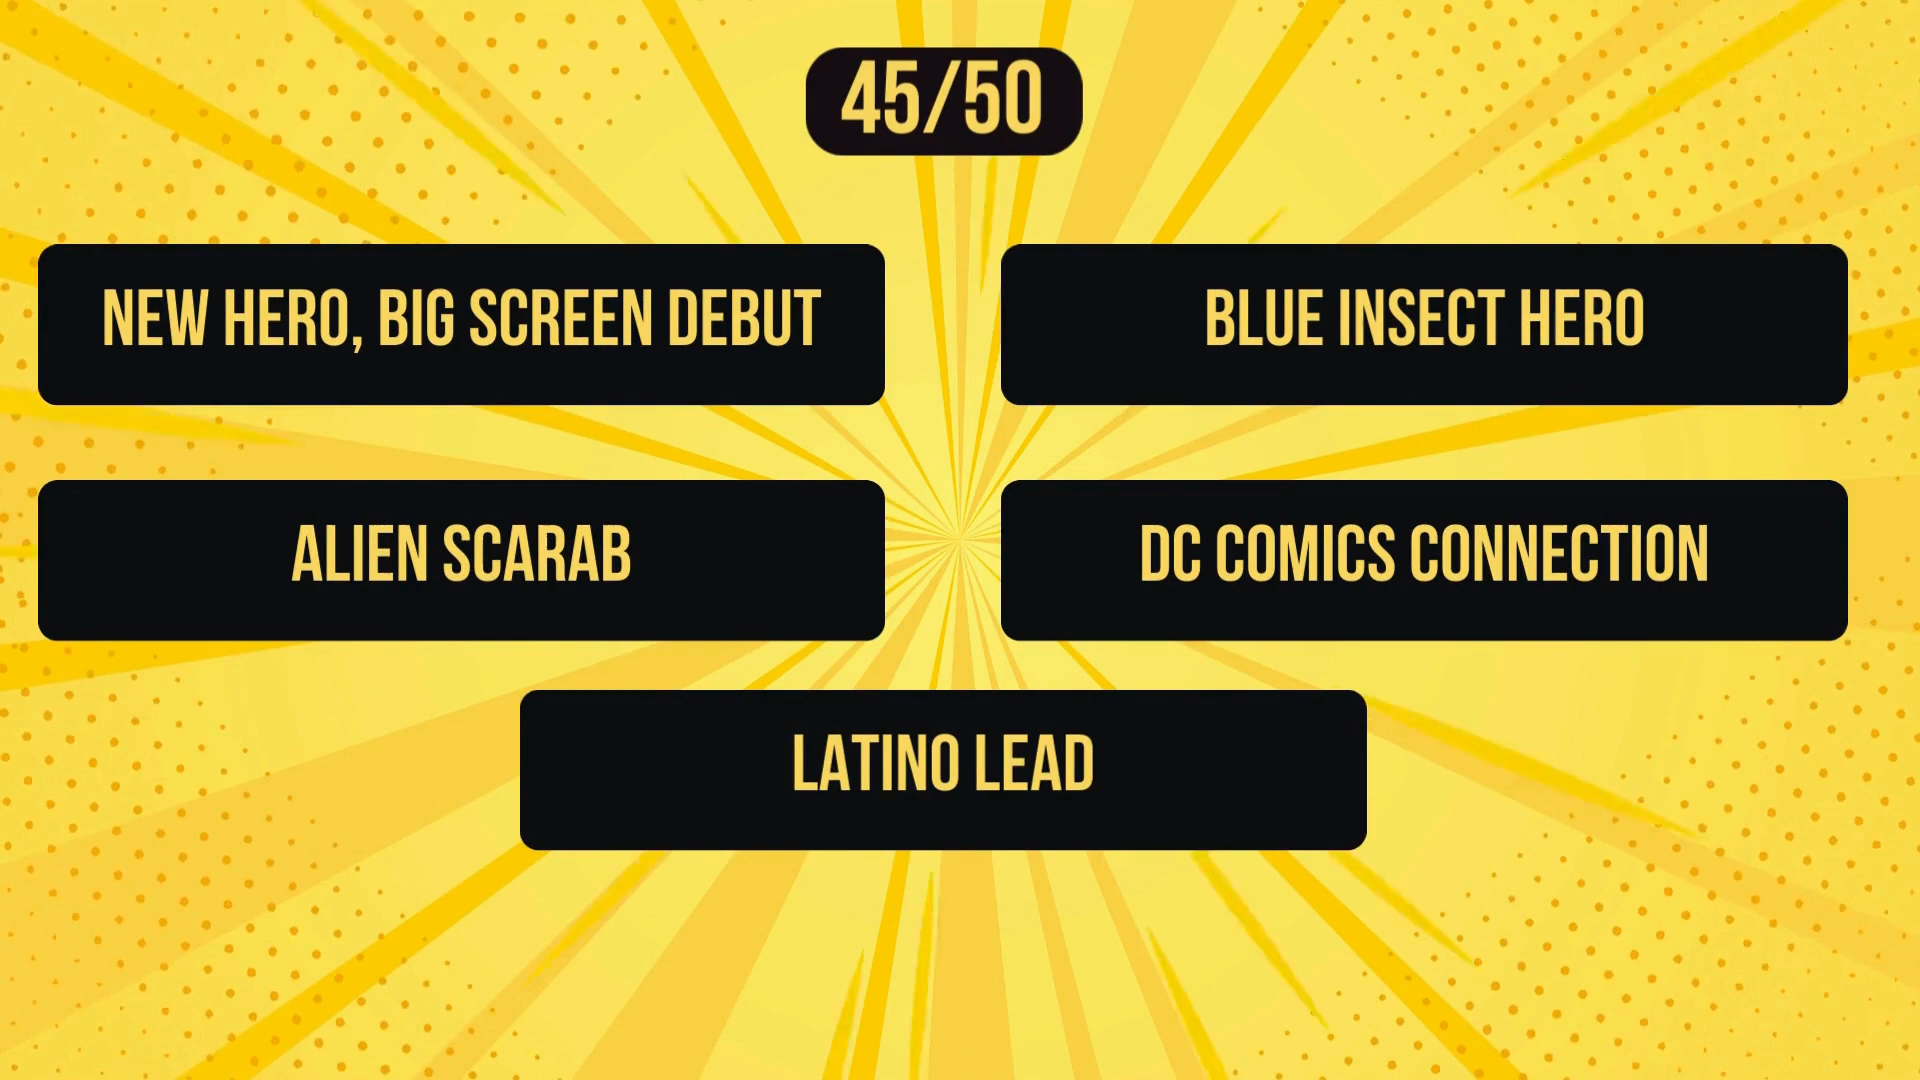 45/50
NEW HERO, BIG SCREEN DEBUT
BLUE INSECT HERO
ALIEN SCARAB
DC COMICS CONNECTION
LATINO LEAD